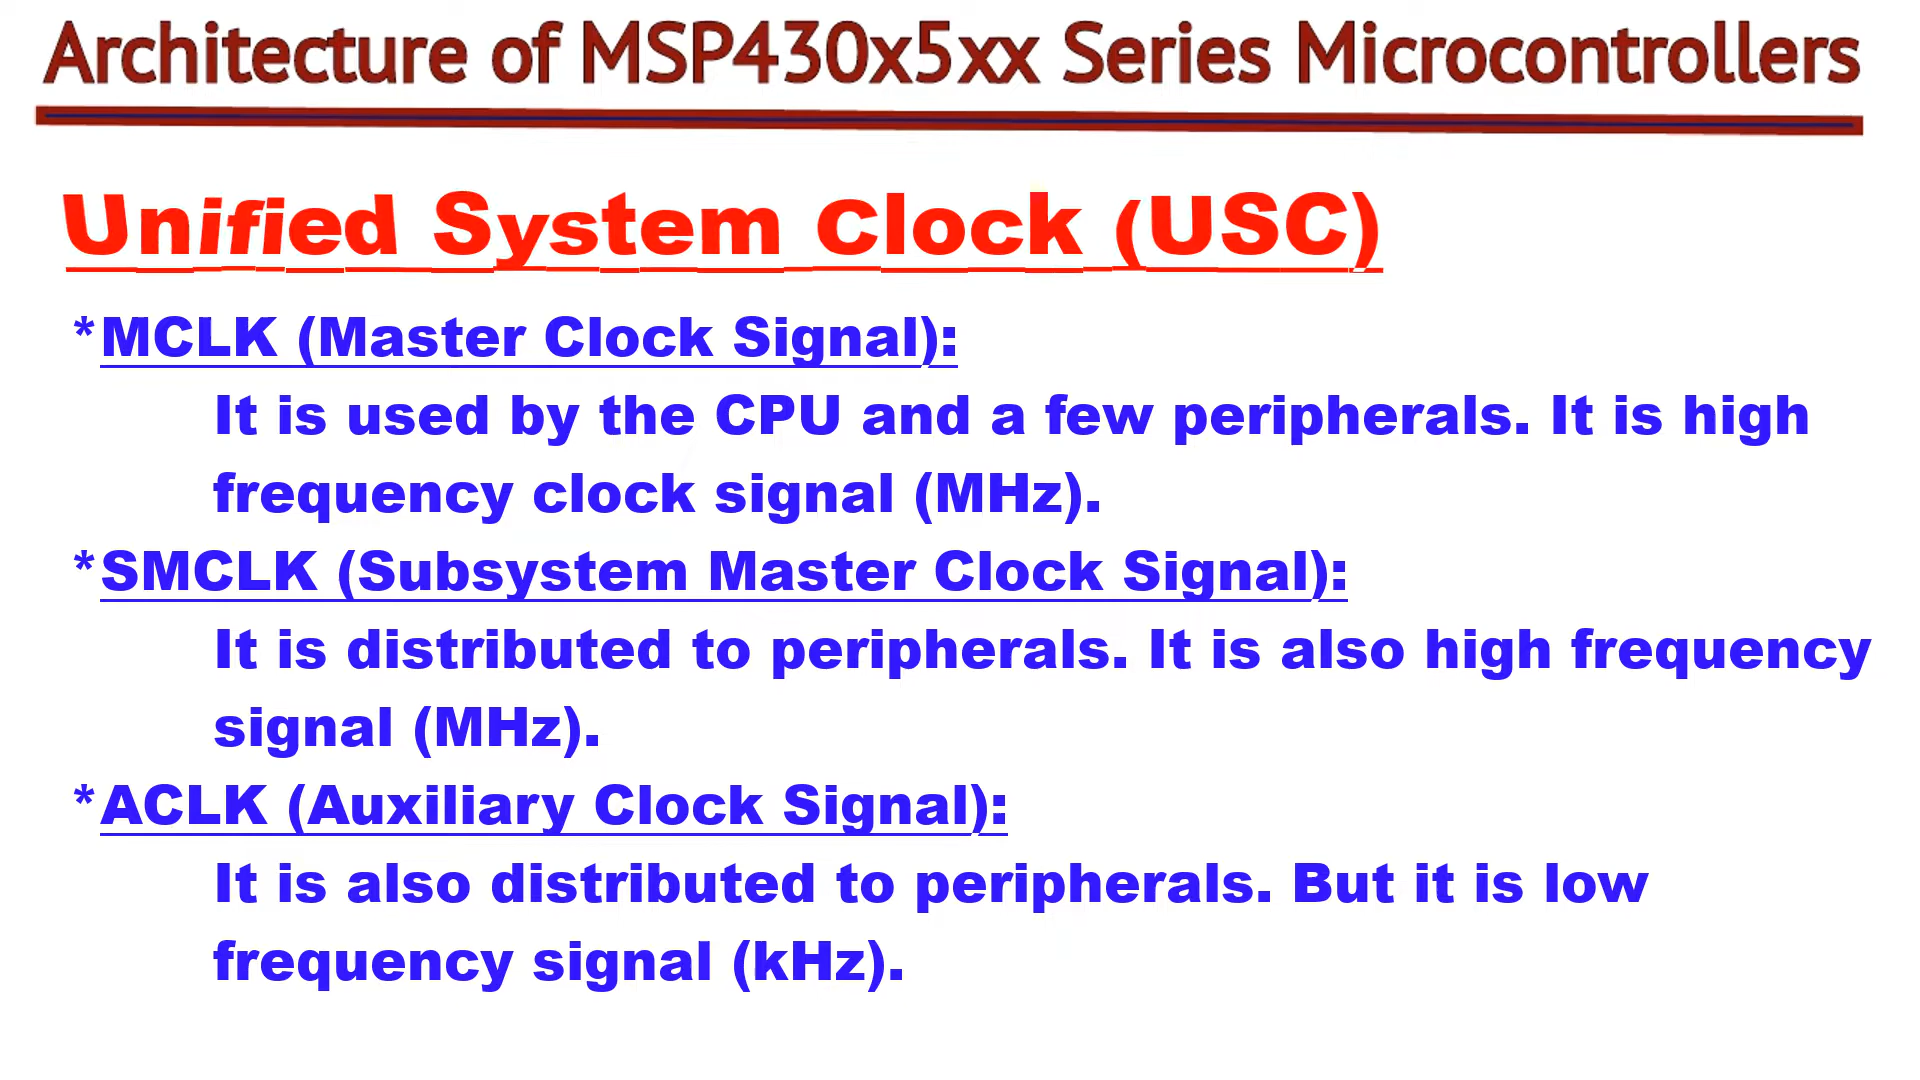 Architecture of MSP430x5xx Series Microcontrollers
Unified System Clock (USC)
*MCLK (Master Clock Signal):
It is used by the CPU and a few peripherals. It is high
frequency clock signal (MHz).
*SMCLK (Subsystem Master Clock Signal):
It is distributed to peripherals. It is also high frequency
signal (MHz).
*ACLK (Auxiliary Clock Signal):
It is also distributed to peripherals. But it is low
frequency signal (kHz).